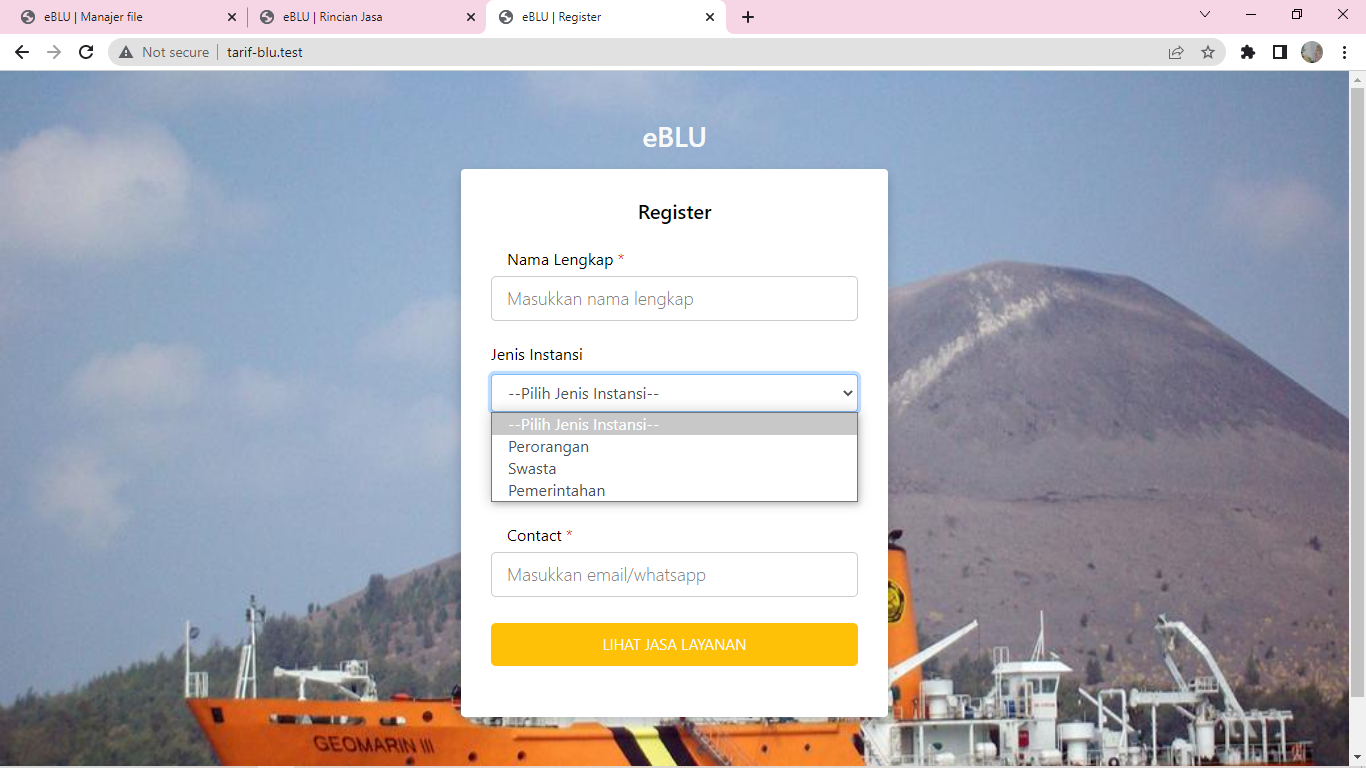 eBLU | Manajer file
eBLU | Rincian Jasa
eBLU | Register
Not secure
tarif-blu.test
eBLU
Register
Nama Lengkap *
Masukkan nama lengkap
Jenis Instansi
--Pilih Jenis Instansi--
--Pilih Jenis Instansi--
Perorangan
Swasta
Pemerintahan
Contact *
Masukkan email/whatsapp
LIHAT JASA LAYANAN
GEOMARIN III